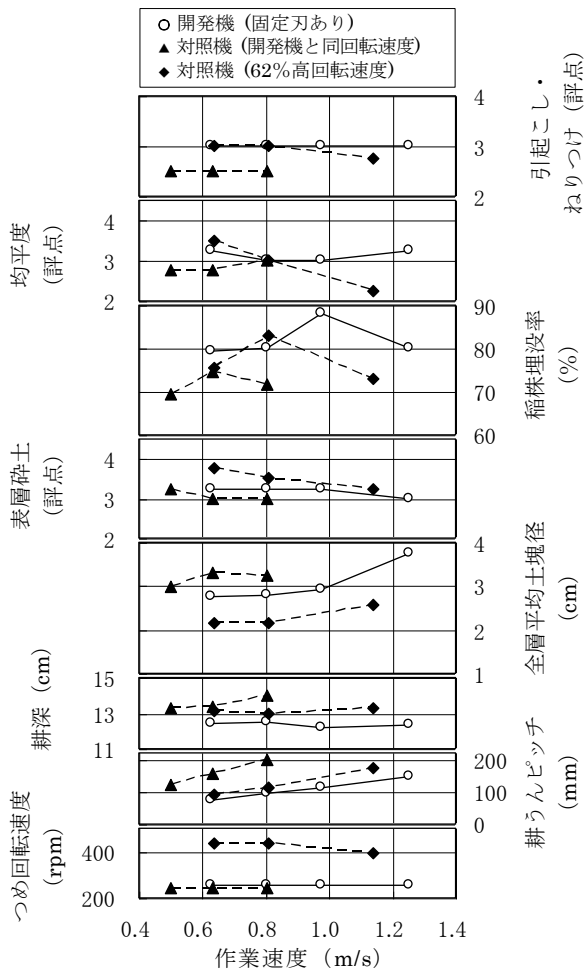 開発機 (固定刃あり)
対照機 (開発機と同回転速度)
対照機 (62%高回転速度)
4
3
2
引起こし・
ねりつけ (評点)
4
3
2
均平度
(評点)
90
80
70
60
稲株埋没率
(%)
4
3
2
表層砕土
(評点)
4
3
2
1
全層平均土塊径
(cm)
15
13
11
耕深 (cm)
200
100
0
耕うんピッチ
(mm)
400
200
つめ回転速度
(rpm)
0.4 0.6 0.8 1.0 1.2 1.4
作業速度 (m/s)